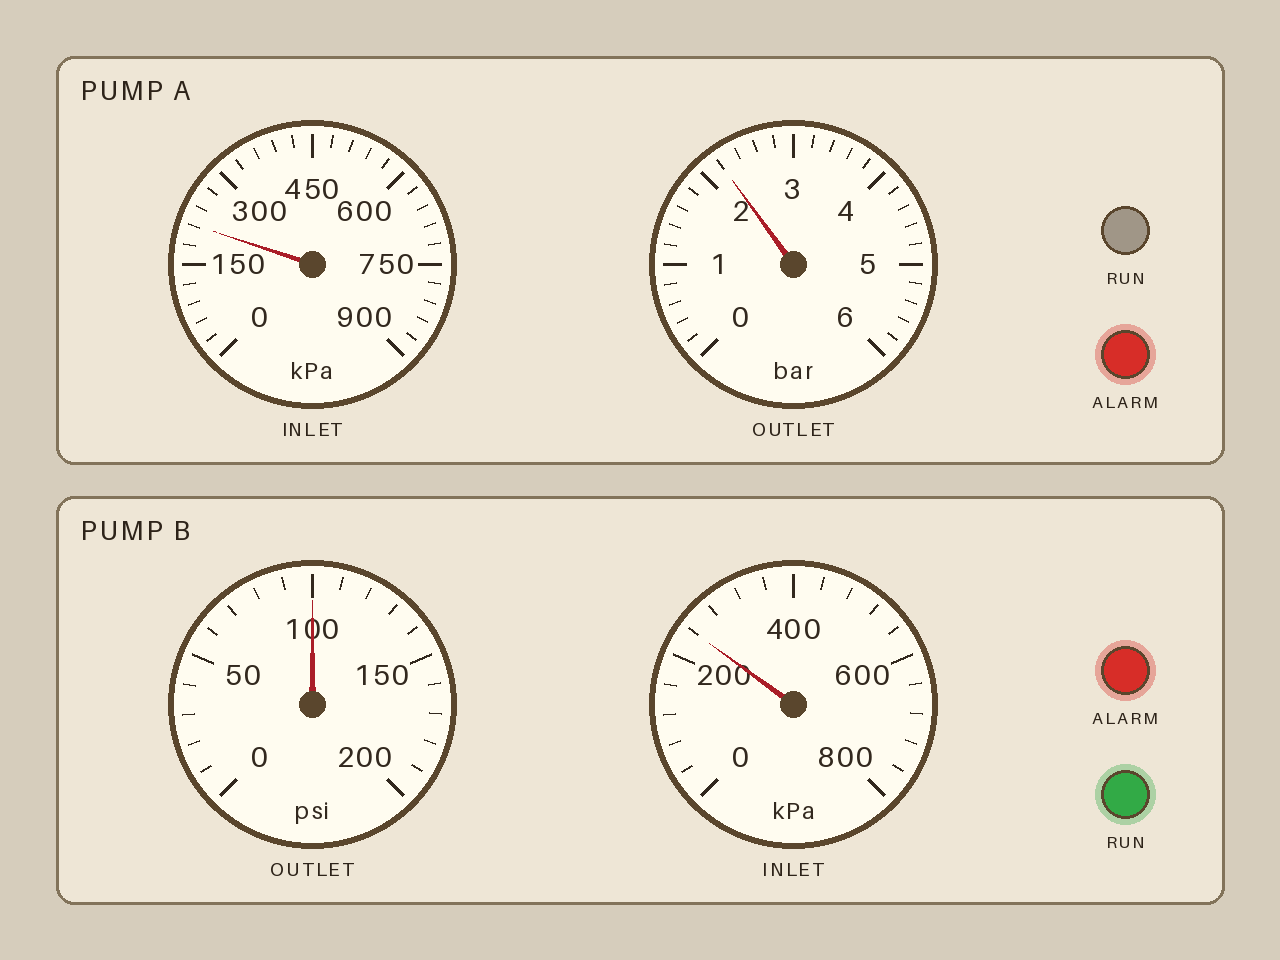 PUMP A
450
300 600
150 750
0 900
kPa
INLET
3
2 4
1 5
0 6
bar
OUTLET
RUN
ALARM
PUMP B
100
50 150
0 200
psi
OUTLET
400
200 600
0 800
kPa
INLET
ALARM
RUN